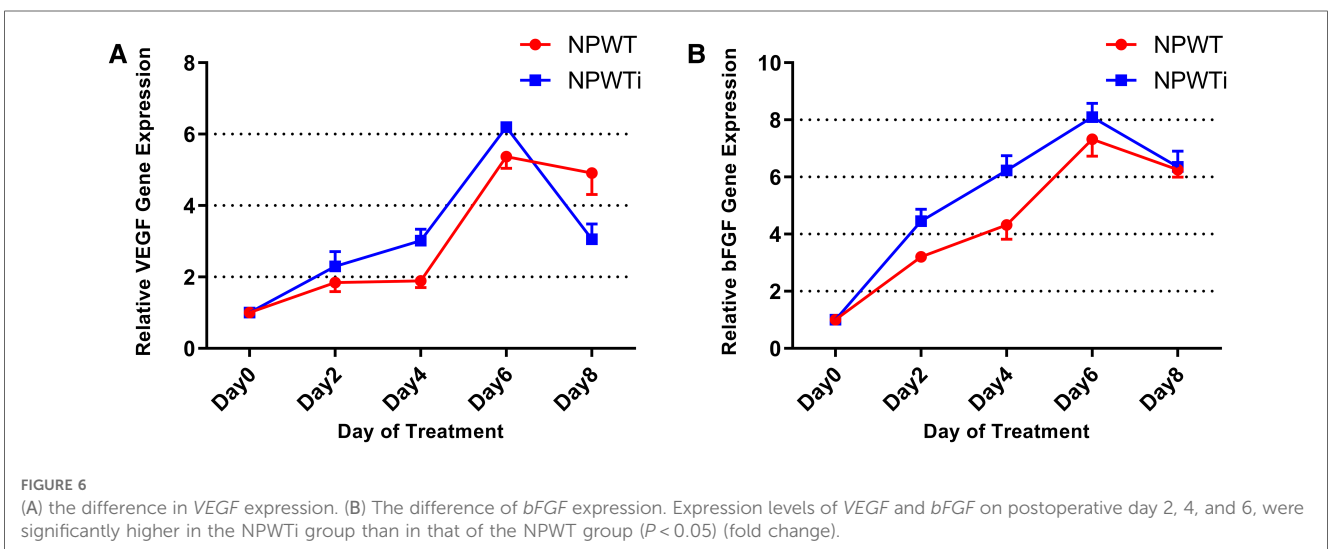 A
NPWT
NPWTi
Relative VEGF Gene Expression
8
6
4
2
0
Day0
Day2
Day4
Day6
Day8
Day of Treatment
B
NPWT
NPWTi
Relative bFGF Gene Expression
10
8
6
4
2
0
Day0
Day2
Day4
Day6
Day8
Day of Treatment
FIGURE 6
(A) the difference in VEGF expression. (B) The difference of bFGF expression. Expression levels of VEGF and bFGF on postoperative day 2, 4, and 6, were
significantly higher in the NPWTi group than in that of the NPWT group (P < 0.05) (fold change).